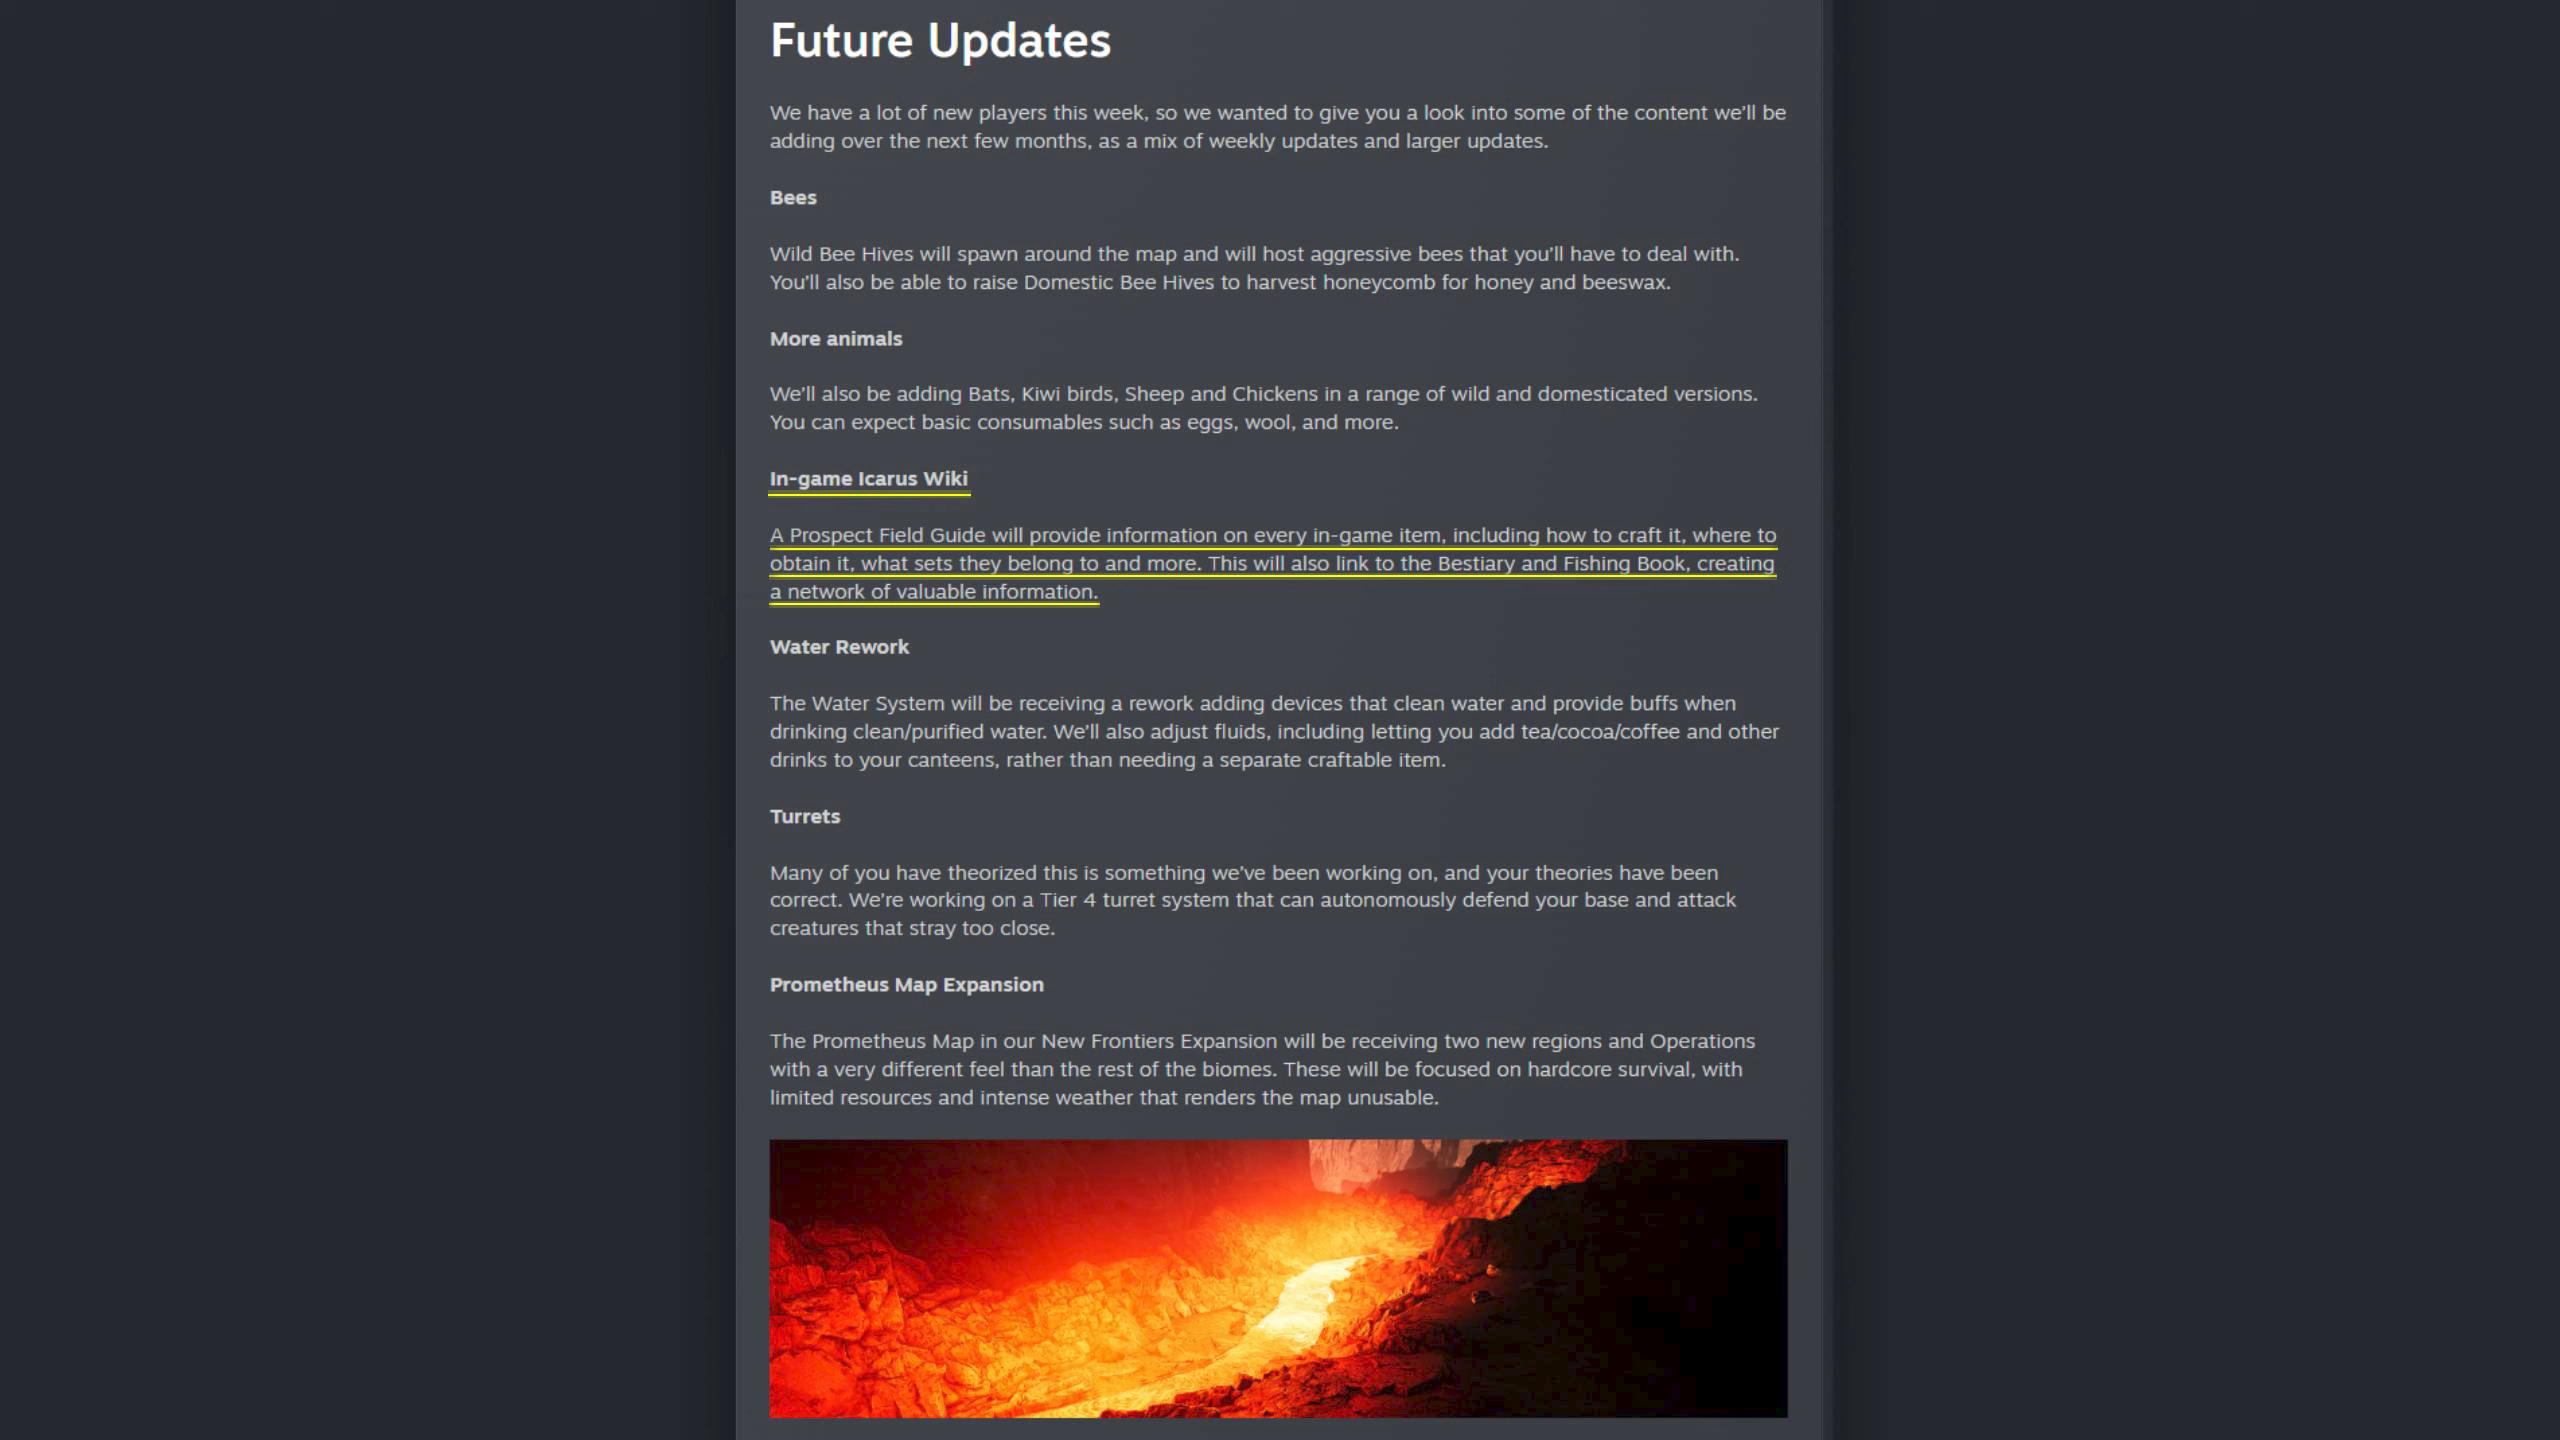 Future Updates
We have a lot of new players this week, so we wanted to give you a look into some of the content we'll be
adding over the next few months, as a mix of weekly updates and larger updates.
Bees
Wild Bee Hives will spawn around the map and will host aggressive bees that you'll have to deal with.
You'll also be able to raise Domestic Bee Hives to harvest honeycomb for honey and beeswax.
More animals
We'll also be adding Bats, Kiwi birds, Sheep and Chickens in a range of wild and domesticated versions.
You can expect basic consumables such as eggs, wool, and more.
In-game Icarus Wiki
A Prospect Field Guide will provide information on every in-game item, including how to craft it, where to
obtain it, what sets they belong to and more. This will also link to the Bestiary and Fishing Book, creating
a network of valuable information.
Water Rework
The Water System will be receiving a rework adding devices that clean water and provide buffs when
drinking clean/purified water. We'll also adjust fluids, including letting you add tea/cocoa/coffee and other
drinks to your canteens, rather than needing a separate craftable item.
Turrets
Many of you have theorized this is something we've been working on, and your theories have been
correct. We're working on a Tier 4 turret system that can autonomously defend your base and attack
creatures that stray too close.
Prometheus Map Expansion
The Prometheus Map in our New Frontiers Expansion will be receiving two new regions and Operations
with a very different feel than the rest of the biomes. These will be focused on hardcore survival, with
limited resources and intense weather that renders the map unusable.